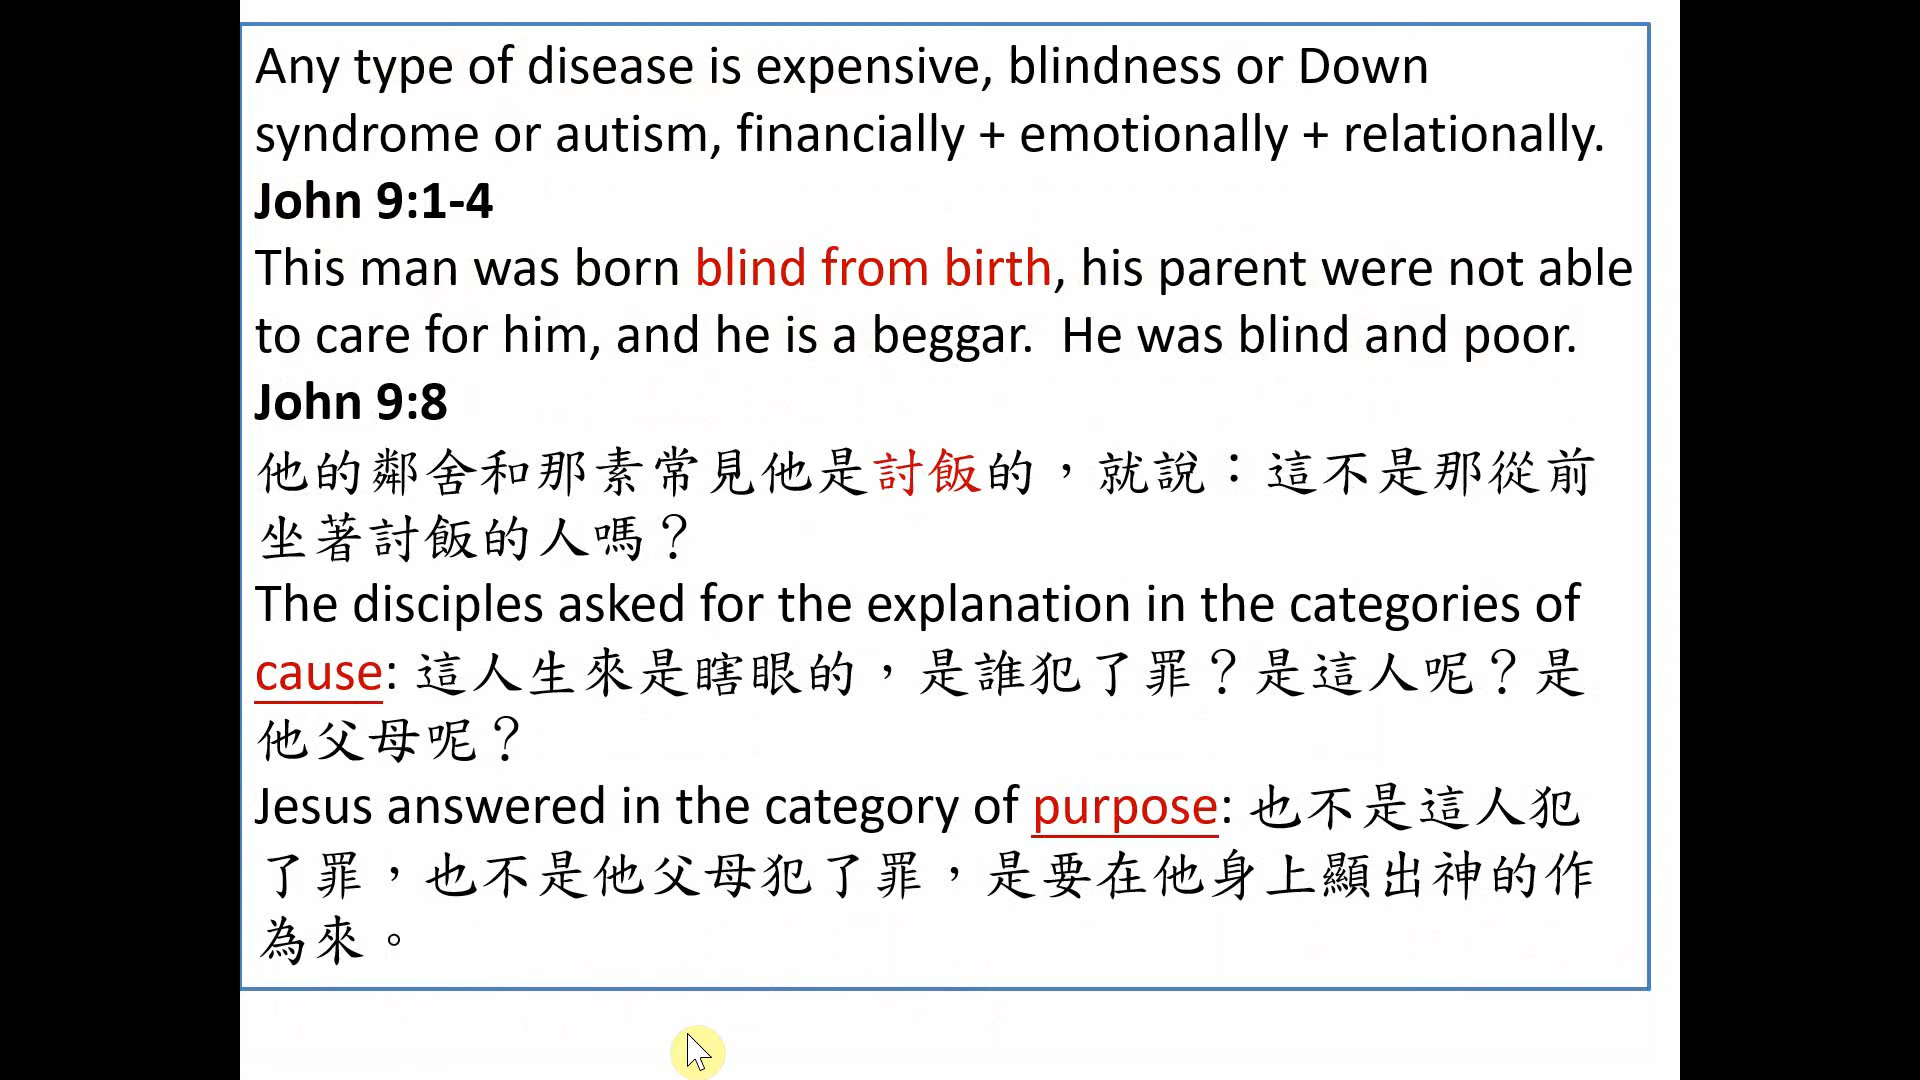 Any type of disease is expensive, blindness or Down
syndrome or autism, financially + emotionally + relationally.
John 9:1-4
This man was born blind from birth, his parent were not able
to care for him, and he is a beggar.  He was blind and poor.
John 9:8
他的鄰舍和那素常見他是討飯的，就說：這不是那從前
坐著討飯的人嗎？
The disciples asked for the explanation in the categories of
cause: 這人生來是瞎眼的，是誰犯了罪？是這人呢？是
他父母呢？
Jesus answered in the category of purpose: 也不是這人犯
了罪，也不是他父母犯了罪，是要在他身上顯出神的作
為來。